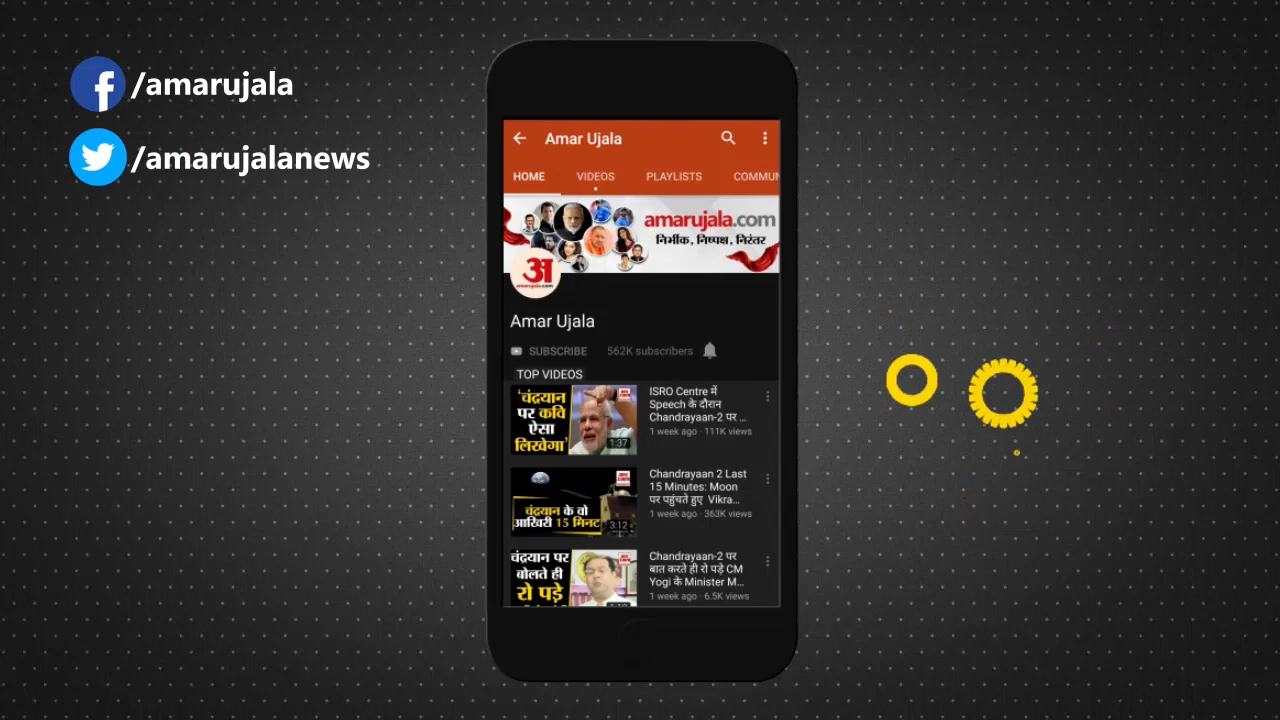 /amarujala
/amarujalanews
Amar Ujala
HOME VIDEOS PLAYLISTS COMMUN
amarujala.com
निर्भीक, निष्पक्ष, निरंतर
अ
amarujala.com
Amar Ujala
SUBSCRIBE 562K subscribers
TOP VIDEOS
'चंद्रयान
पर कवि
ऐसा
लिखेगा'
1:37
ISRO Centre में
Speech के दौरान
Chandrayaan-2 पर ...
1 week ago · 111K views
चंद्रयान के वो
आखिरी 15 मिनट
3:12
Chandrayaan 2 Last
15 Minutes: Moon
पर पहुंचते हुए Vikra...
1 week ago · 363K views
चंद्रयान पर
बोलते ही
रो पड़े
Chandrayaan-2 पर
बात करते ही रो पड़े CM
Yogi के Minister M...
1 week ago · 6.5K views